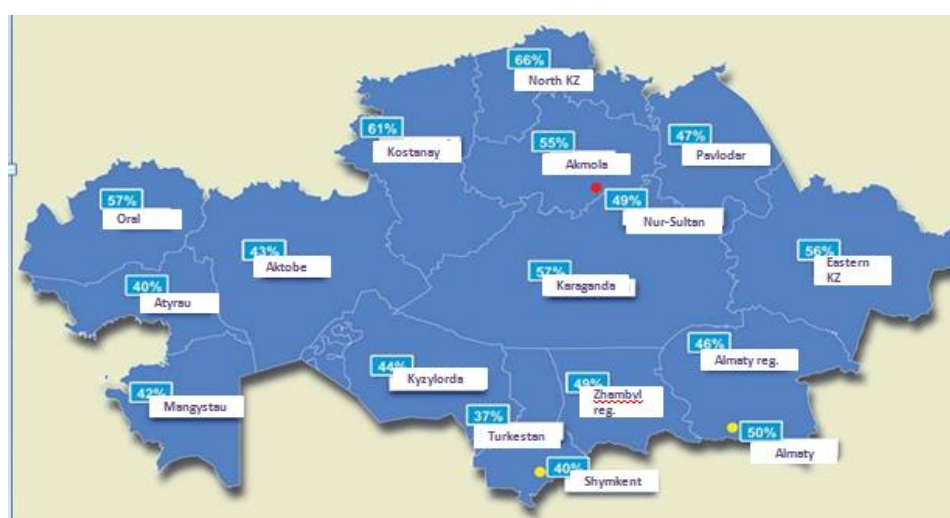 66%
North KZ
61%
Kostanay
55%
Akmola
47%
Pavlodar
57%
Oral
49%
Nur-Sultan
43%
Aktobe
56%
Eastern
KZ
40%
Atyrau
57%
Karaganda
46%
Almaty reg.
44%
Kyzylorda
49%
Zhambyl
reg.
42%
Mangystau
37%
Turkestan
50%
Almaty
40%
Shymkent